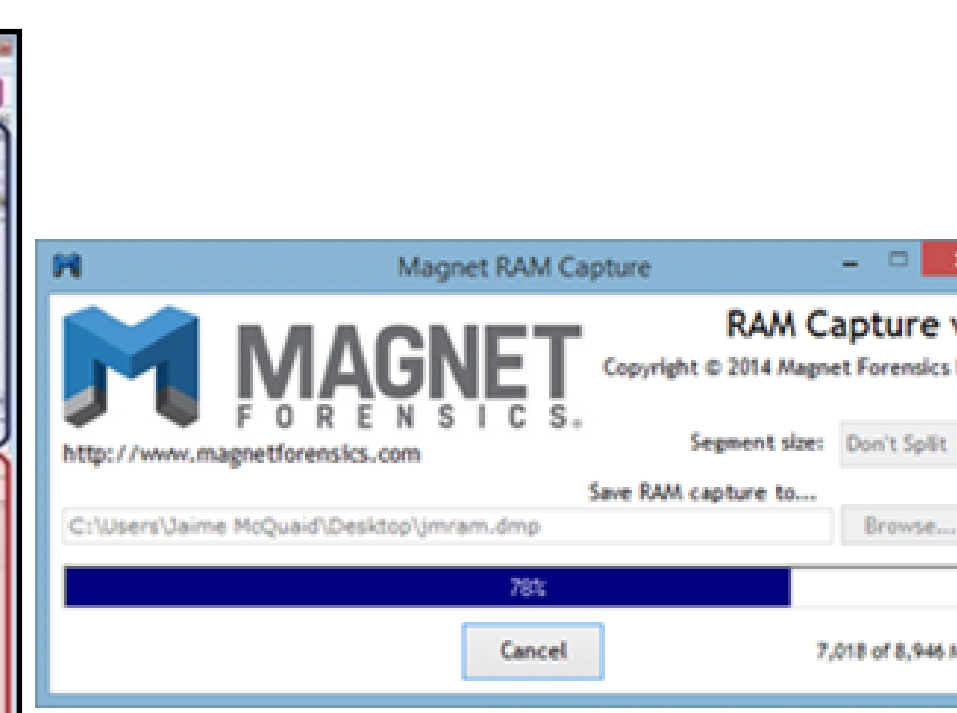 Magnet RAM Capture
MAGNET
FORENSICS.
http://www.magnetforensics.com
RAM Capture
Copyright © 2014 Magnet Forensics
Segment size: Don't Split
Save RAM capture to...
C:\Users\Jaime McQuaid\Desktop\jmram.dmp
Browse...
78%
Cancel
7,018 of 8,946